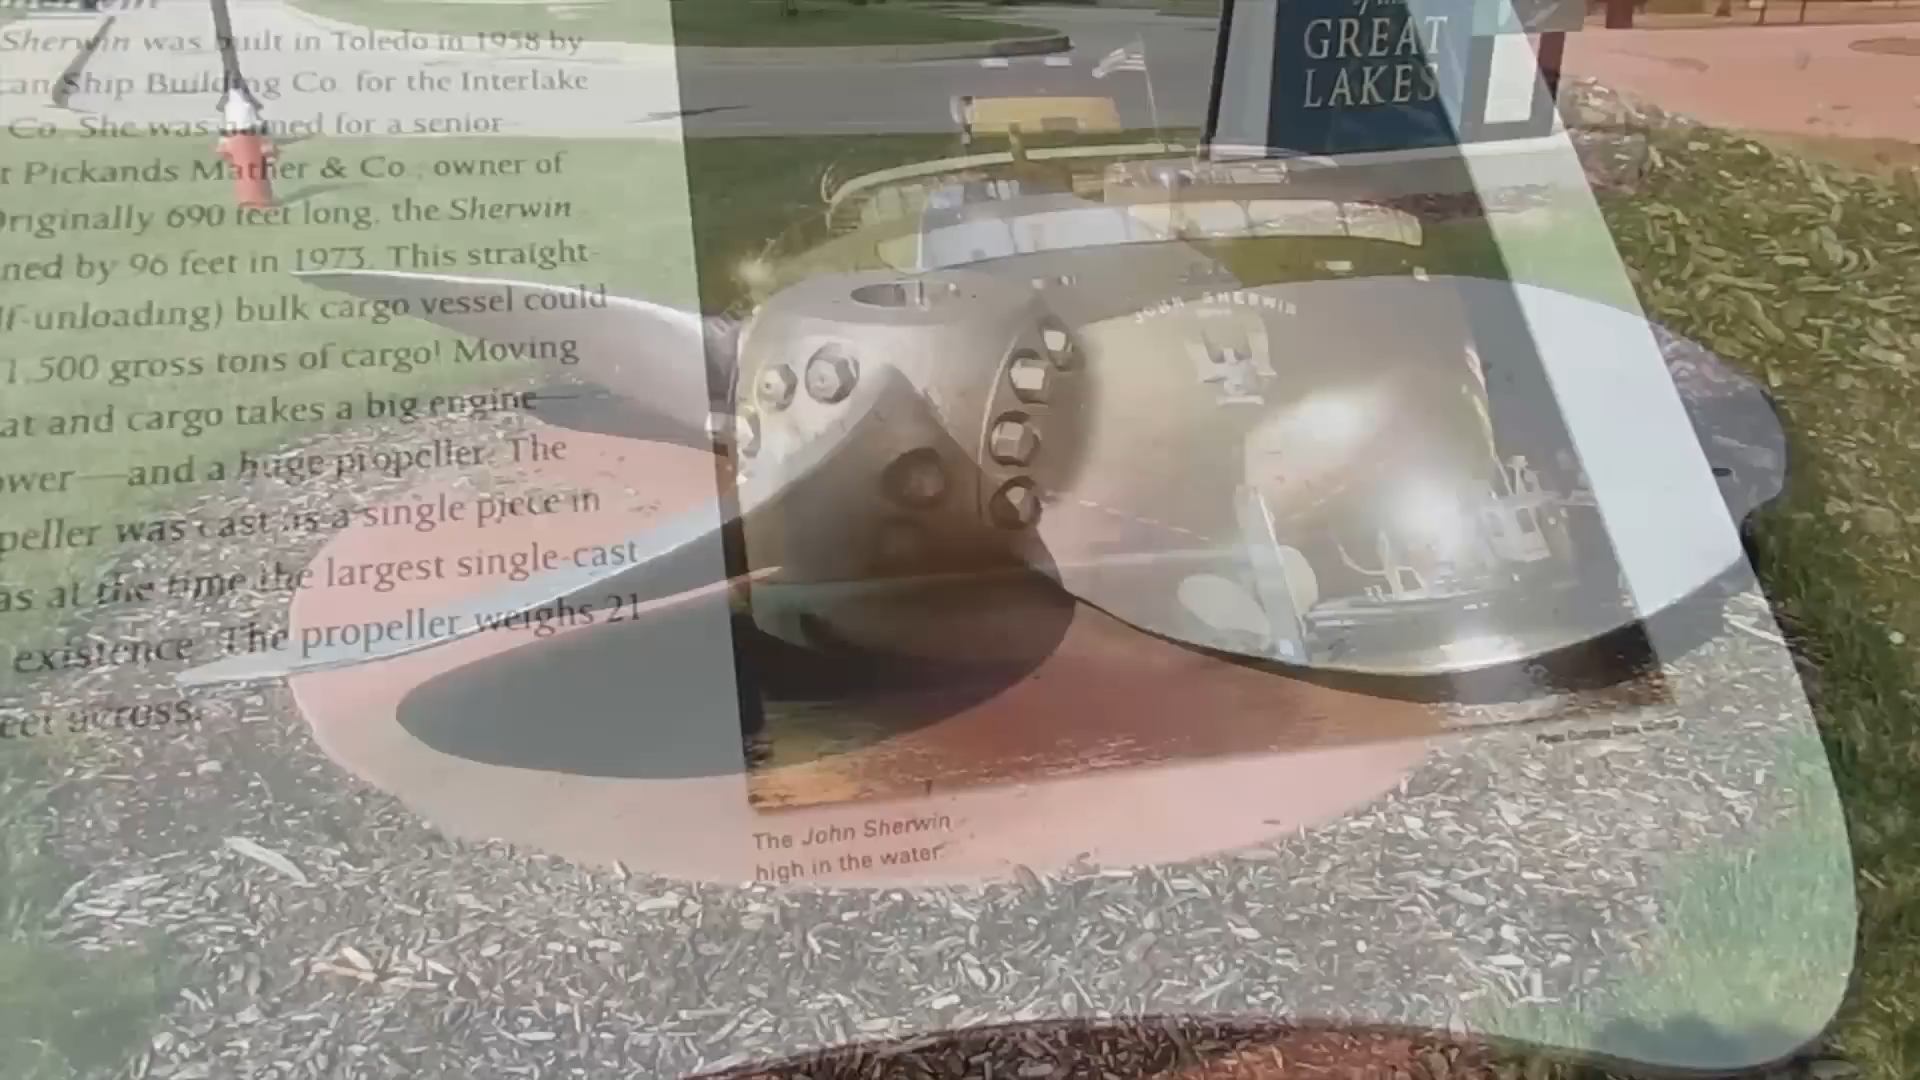 Sherwin was built in Toledo in 1958 by
an Ship Building Co. for the Interlake
Co. She was named for a senior
t Pickands Mather & Co., owner of
Originally 690 feet long, the Sherwin
ned by 96 feet in 1973. This straight-
lf-unloading) bulk cargo vessel could
1,500 gross tons of cargo! Moving
at and cargo takes a big engine—
ower—and a huge propeller. The
peller was cast as a single piece in
as at the time the largest single-cast
existence. The propeller weighs 21
eet across.
GREAT
LAKES
JOHN SHERWIN
The John Sherwin
high in the water.